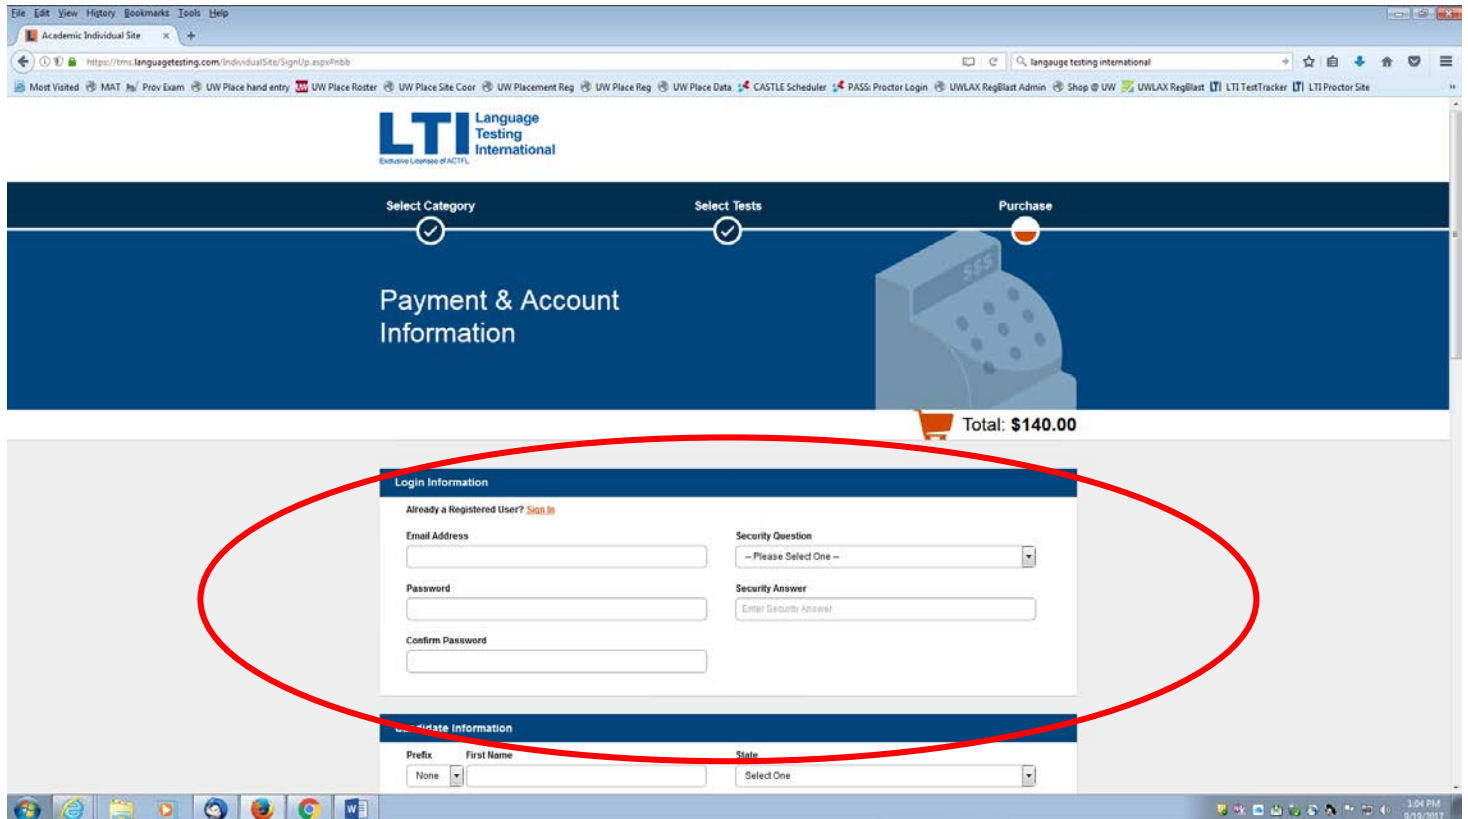 File Edit View History Bookmarks Tools Help
Academic Individual Site × +
https://tms.languagetesting.com/IndividualSite/SignUp.aspx#nbb langauge testing international
Most Visited MAT Prov Exam UW Place hand entry UW Place Roster UW Place Site Coor UW Placement Reg UW Place Reg UW Place Data CASTLE Scheduler PASS: Proctor Login UWLAX RegBlast Admin Shop @ UW UWLAX RegBlast LTI TestTracker LTI Proctor Site
LTI Language
Testing
International
Exclusive Licensee of ACTFL
Select Category Select Tests Purchase
$$$
Payment & Account
Information
Total: $140.00
Login Information
Already a Registered User? Sign In
Email Address Security Question
-- Please Select One --
Password Security Answer
Enter Security Answer
Confirm Password
Candidate Information
Prefix First Name State
None Select One
1:04 PM
9/19/2017